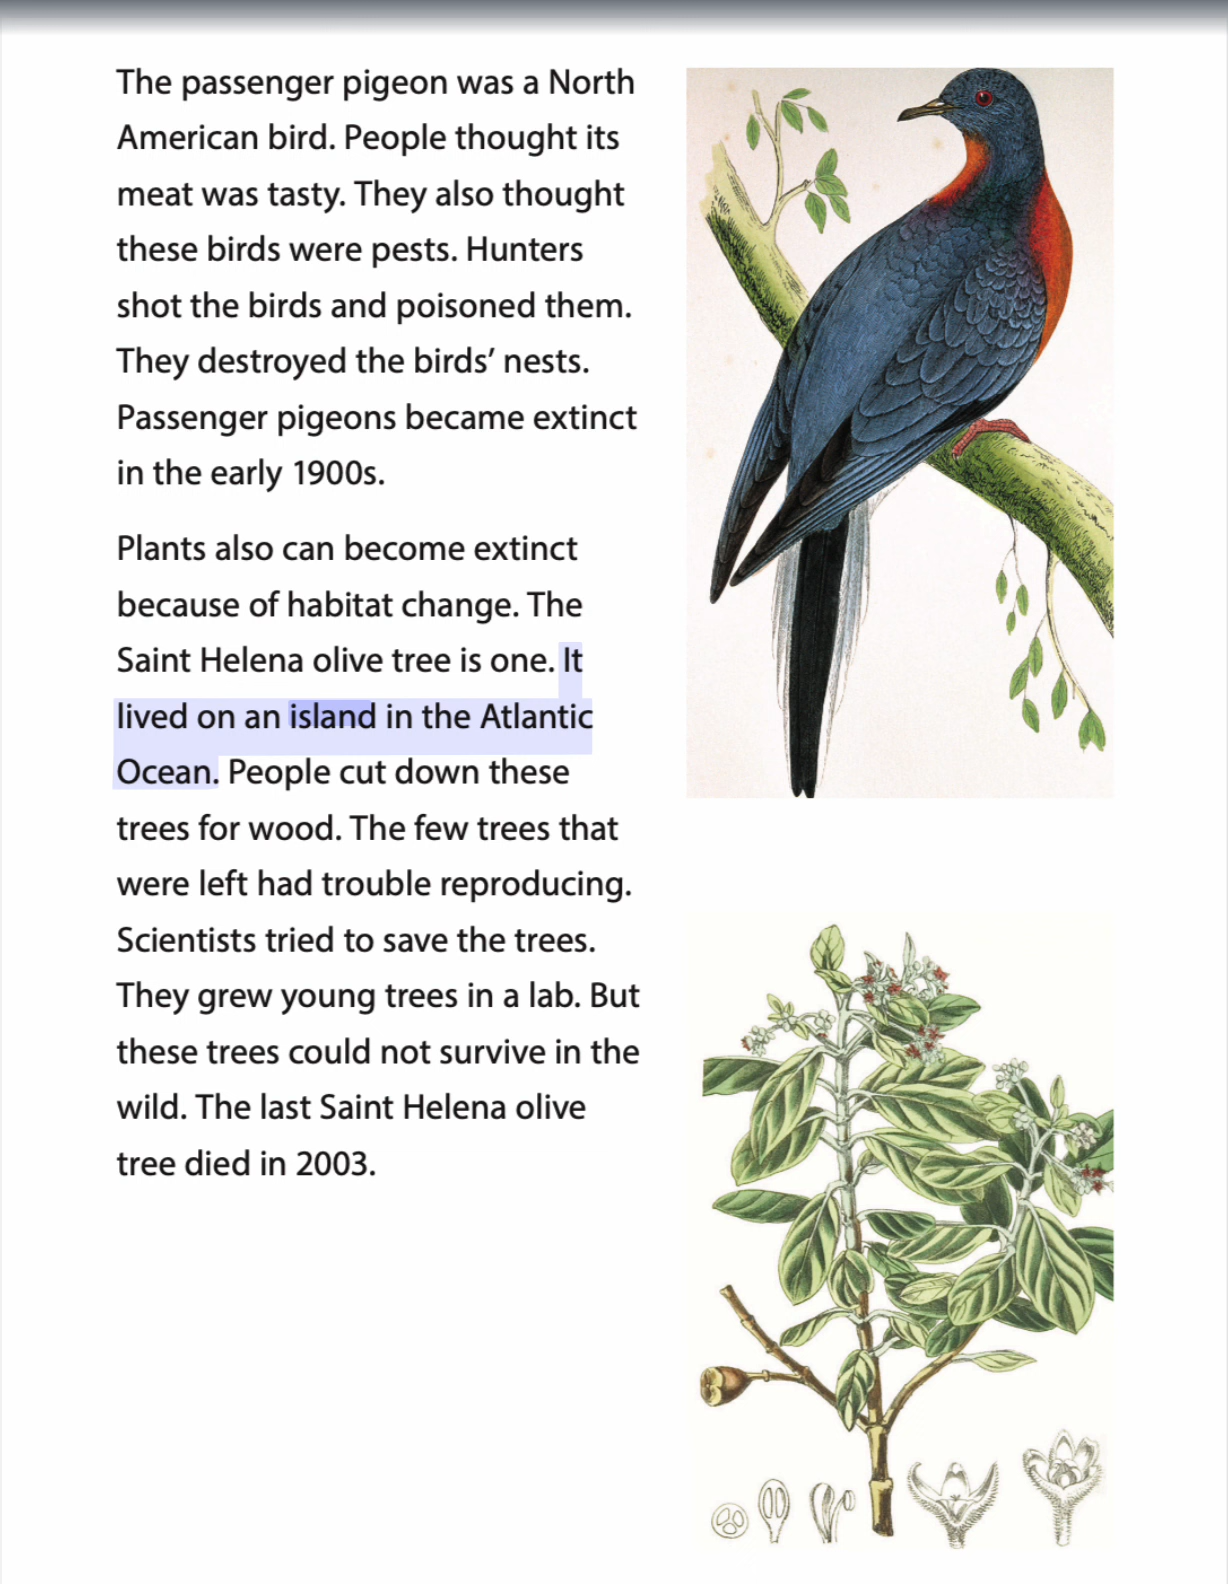 The passenger pigeon was a North
American bird. People thought its
meat was tasty. They also thought
these birds were pests. Hunters
shot the birds and poisoned them.
They destroyed the birds’ nests.
Passenger pigeons became extinct
in the early 1900s.
Plants also can become extinct
because of habitat change. The
Saint Helena olive tree is one. It
lived on an island in the Atlantic
Ocean. People cut down these
trees for wood. The few trees that
were left had trouble reproducing.
Scientists tried to save the trees.
They grew young trees in a lab. But
these trees could not survive in the
wild. The last Saint Helena olive
tree died in 2003.